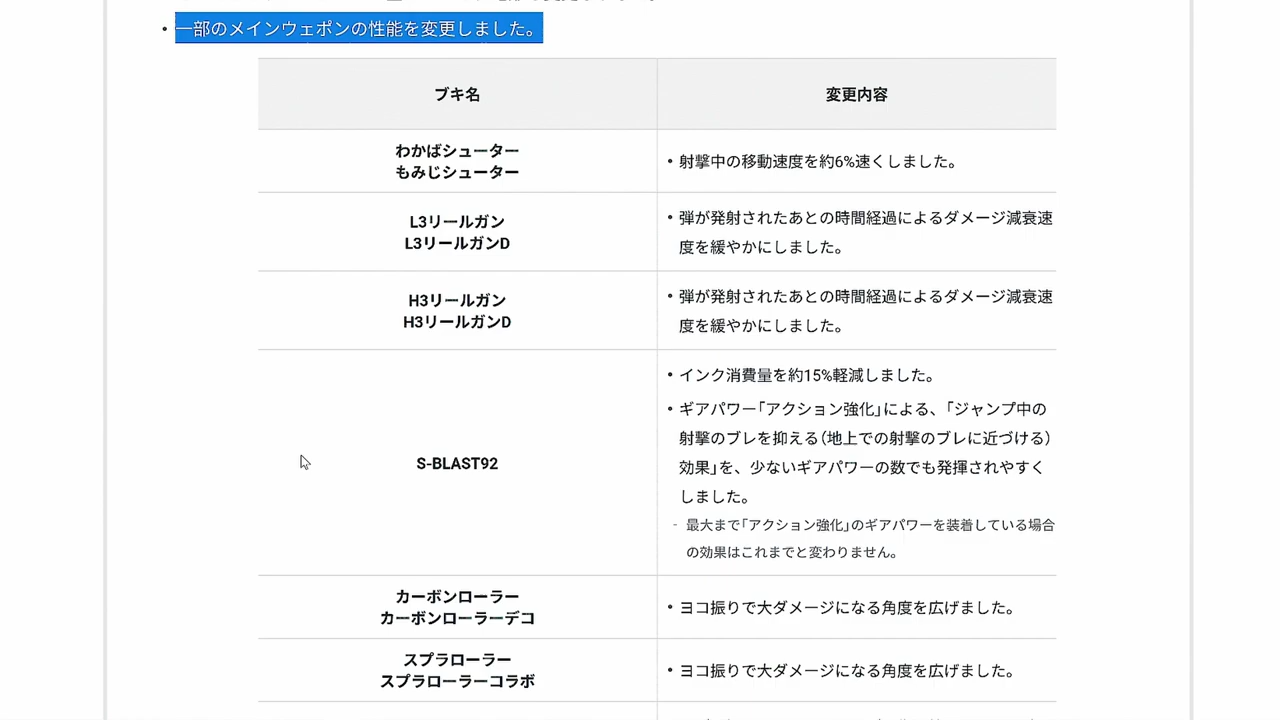 ・一部のメインウェポンの性能を変更しました。
ブキ名
変更内容
わかばシューター
もみじシューター
・射撃中の移動速度を約6%速くしました。
L3リールガン
L3リールガンD
・弾が発射されたあとの時間経過によるダメージ減衰速
度を緩やかにしました。
H3リールガン
H3リールガンD
・弾が発射されたあとの時間経過によるダメージ減衰速
度を緩やかにしました。
S-BLAST92
・インク消費量を約15%軽減しました。
・ギアパワー「アクション強化」による、「ジャンプ中の
射撃のブレを抑える(地上での射撃のブレに近づける)
効果」を、少ないギアパワーの数でも発揮されやすく
しました。
- 最大まで「アクション強化」のギアパワーを装着している場合
の効果はこれまでと変わりません。
カーボンローラー
カーボンローラーデコ
・ヨコ振りで大ダメージになる角度を広げました。
スプラローラー
スプラローラーコラボ
・ヨコ振りで大ダメージになる角度を広げました。